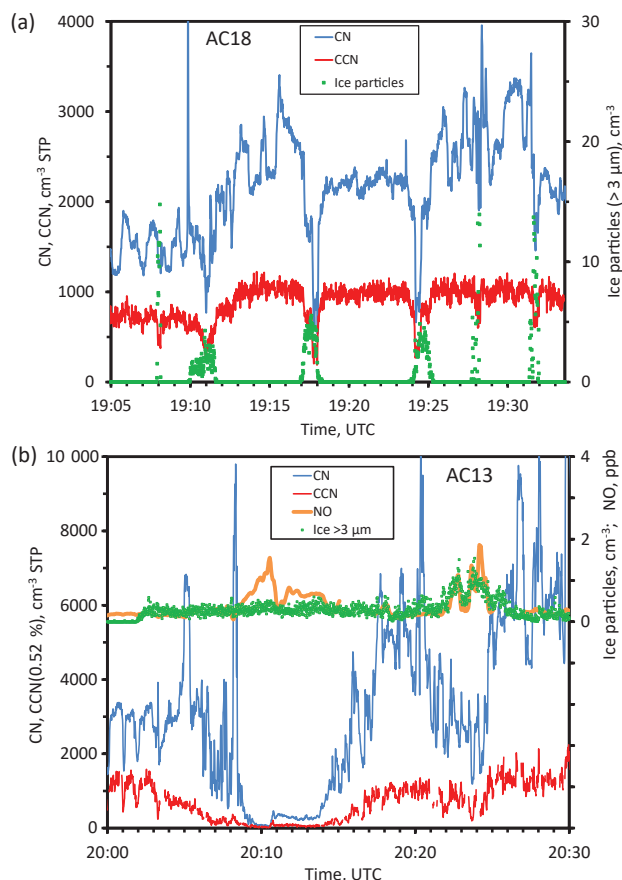 (a)
AC18
CN
CCN
Ice particles
CN, CCN, cm⁻³ STP
4000
3000
2000
1000
0
30
20
10
0
Ice particles (> 3 µm), cm⁻³
19:05 19:10 19:15 19:20 19:25 19:30
Time, UTC
(b)
AC13
CN
CCN
NO
Ice >3 µm
CN, CCN(0.52 %), cm⁻³ STP
10 000
8000
6000
4000
2000
0
4
2
0
Ice particles, cm⁻³; NO, ppb
20:00 20:10 20:20 20:30
Time, UTC